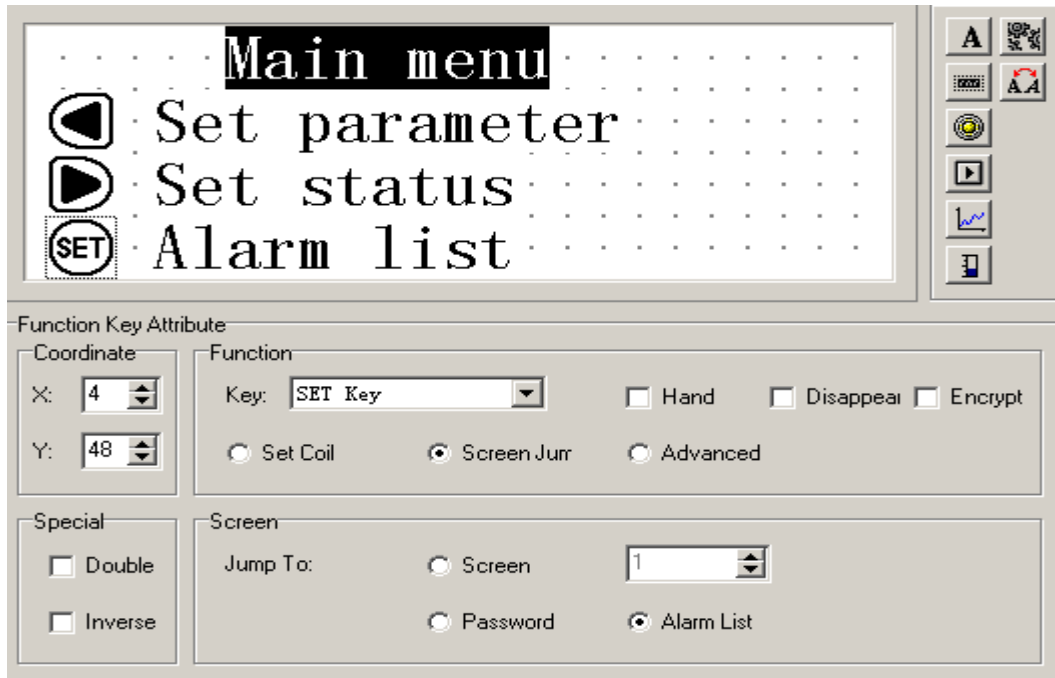 Main menu
Set parameter
Set status
SET Alarm list
A
A A
Function Key Attribute
Coordinate
X: 4
Y: 48
Function
Key: SET Key
Hand
Disappear
Encrypt
Set Coil
Screen Jum
Advanced
Special
Double
Inverse
Screen
Jump To:
Screen
1
Password
Alarm List